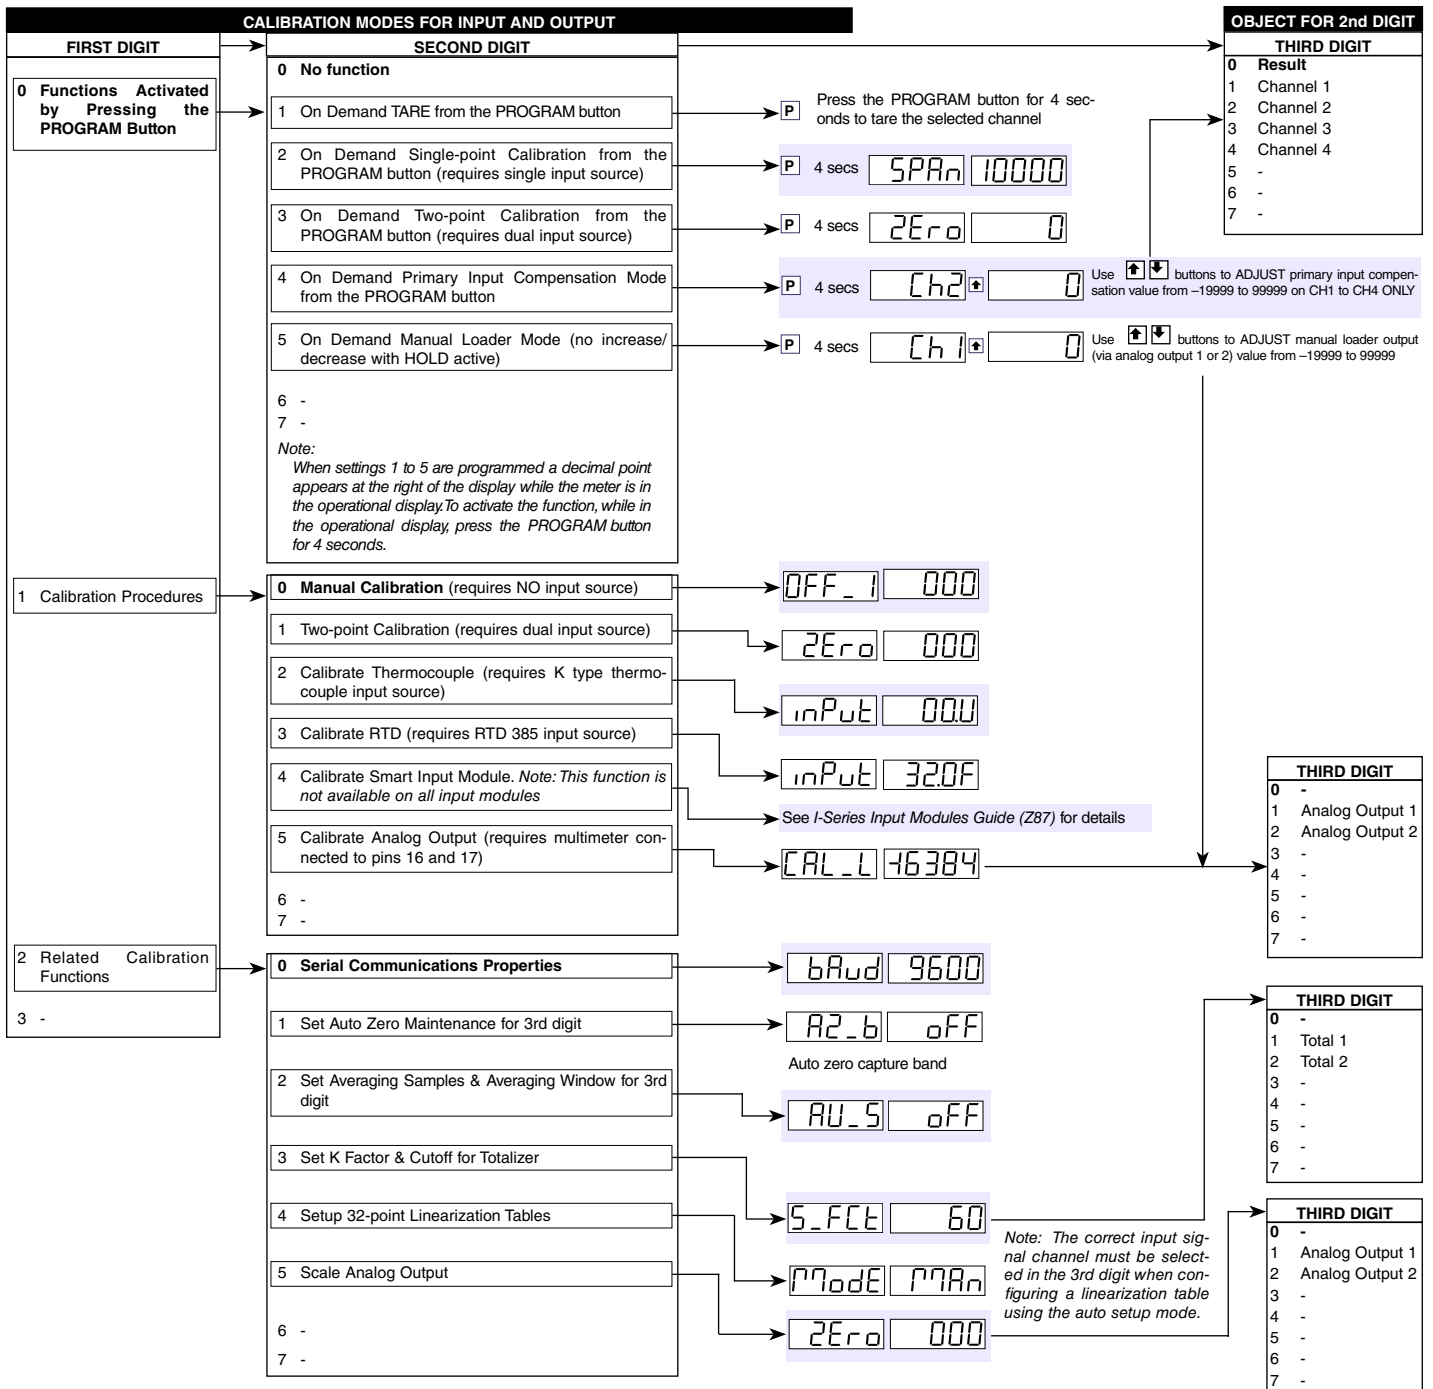 CALIBRATION MODES FOR INPUT AND OUTPUT
OBJECT FOR 2nd DIGIT
FIRST DIGIT
SECOND DIGIT
THIRD DIGIT
0 Functions Activated
by Pressing the
PROGRAM Button
0 No function
1 On Demand TARE from the PROGRAM button
P Press the PROGRAM button for 4 sec-
onds to tare the selected channel
2 On Demand Single-point Calibration from the
PROGRAM button (requires single input source)
P 4 secs SPAn 10000
3 On Demand Two-point Calibration from the
PROGRAM button (requires dual input source)
P 4 secs ZEro 0
4 On Demand Primary Input Compensation Mode
from the PROGRAM button
P 4 secs Ch2 0
Use buttons to ADJUST primary input compen-
sation value from –19999 to 99999 on CH1 to CH4 ONLY
5 On Demand Manual Loader Mode (no increase/
decrease with HOLD active)
P 4 secs Ch1 0
Use buttons to ADJUST manual loader output
(via analog output 1 or 2) value from –19999 to 99999
6 -
7 -
Note:
When settings 1 to 5 are programmed a decimal point
appears at the right of the display while the meter is in
the operational display.To activate the function, while in
the operational display, press the PROGRAM button
for 4 seconds.
0 Result
1 Channel 1
2 Channel 2
3 Channel 3
4 Channel 4
5 -
6 -
7 -
1 Calibration Procedures
0 Manual Calibration (requires NO input source)
OFF_1 000
1 Two-point Calibration (requires dual input source)
ZEro 000
2 Calibrate Thermocouple (requires K type thermo-
couple input source)
inPut 00.U
3 Calibrate RTD (requires RTD 385 input source)
inPut 32.0F
4 Calibrate Smart Input Module. Note: This function is
not available on all input modules
See I-Series Input Modules Guide (Z87) for details
5 Calibrate Analog Output (requires multimeter con-
nected to pins 16 and 17)
CAL_L -16384
6 -
7 -
THIRD DIGIT
0 -
1 Analog Output 1
2 Analog Output 2
3 -
4 -
5 -
6 -
7 -
2 Related Calibration
Functions
3 -
0 Serial Communications Properties
bAud 9600
1 Set Auto Zero Maintenance for 3rd digit
AZ_b oFF
Auto zero capture band
2 Set Averaging Samples & Averaging Window for 3rd
digit
AU_S oFF
3 Set K Factor & Cutoff for Totalizer
S_FCt 60
4 Setup 32-point Linearization Tables
ModE MAn
5 Scale Analog Output
ZEro 000
6 -
7 -
Note: The correct input sig-
nal channel must be select-
ed in the 3rd digit when con-
figuring a linearization table
using the auto setup mode.
THIRD DIGIT
0 -
1 Total 1
2 Total 2
3 -
4 -
5 -
6 -
7 -
THIRD DIGIT
0 -
1 Analog Output 1
2 Analog Output 2
3 -
4 -
5 -
6 -
7 -